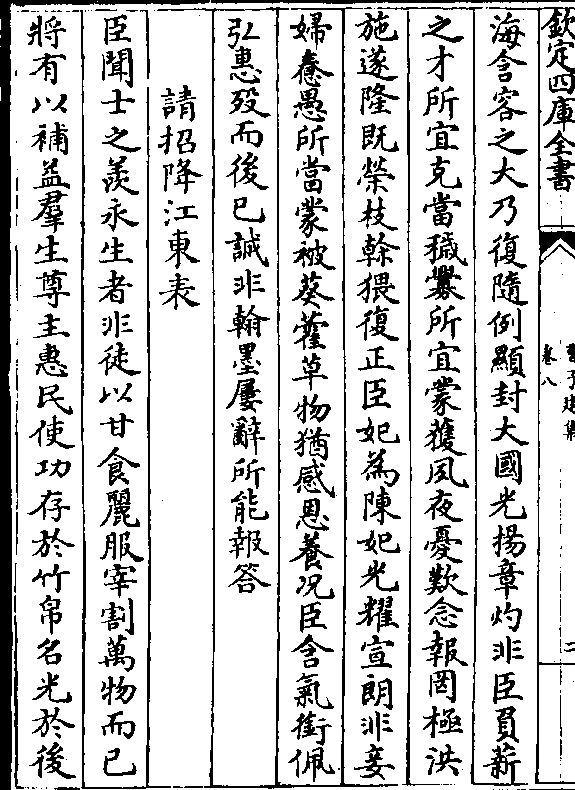 欽定四庫全書
曹子建集
卷八
二
海含容之大乃復隨例顯封大國光揚章灼非臣負薪
之才所宜克當穢釁所宜蒙獲夙夜憂歎念報罔極洪
施遂隆既榮枝幹猥復正臣妃為陳妃光耀宣朗非妾
婦惷愚所當蒙被葵藿草物猶感恩養况臣含氣銜佩
弘惠歿而後已誠非翰墨屢辭所能報答
請招降江東表
臣聞士之羨永生者非徒以甘食麗服宰割萬物而已
將有以補益羣生尊主惠民使功存於竹帛名光於後